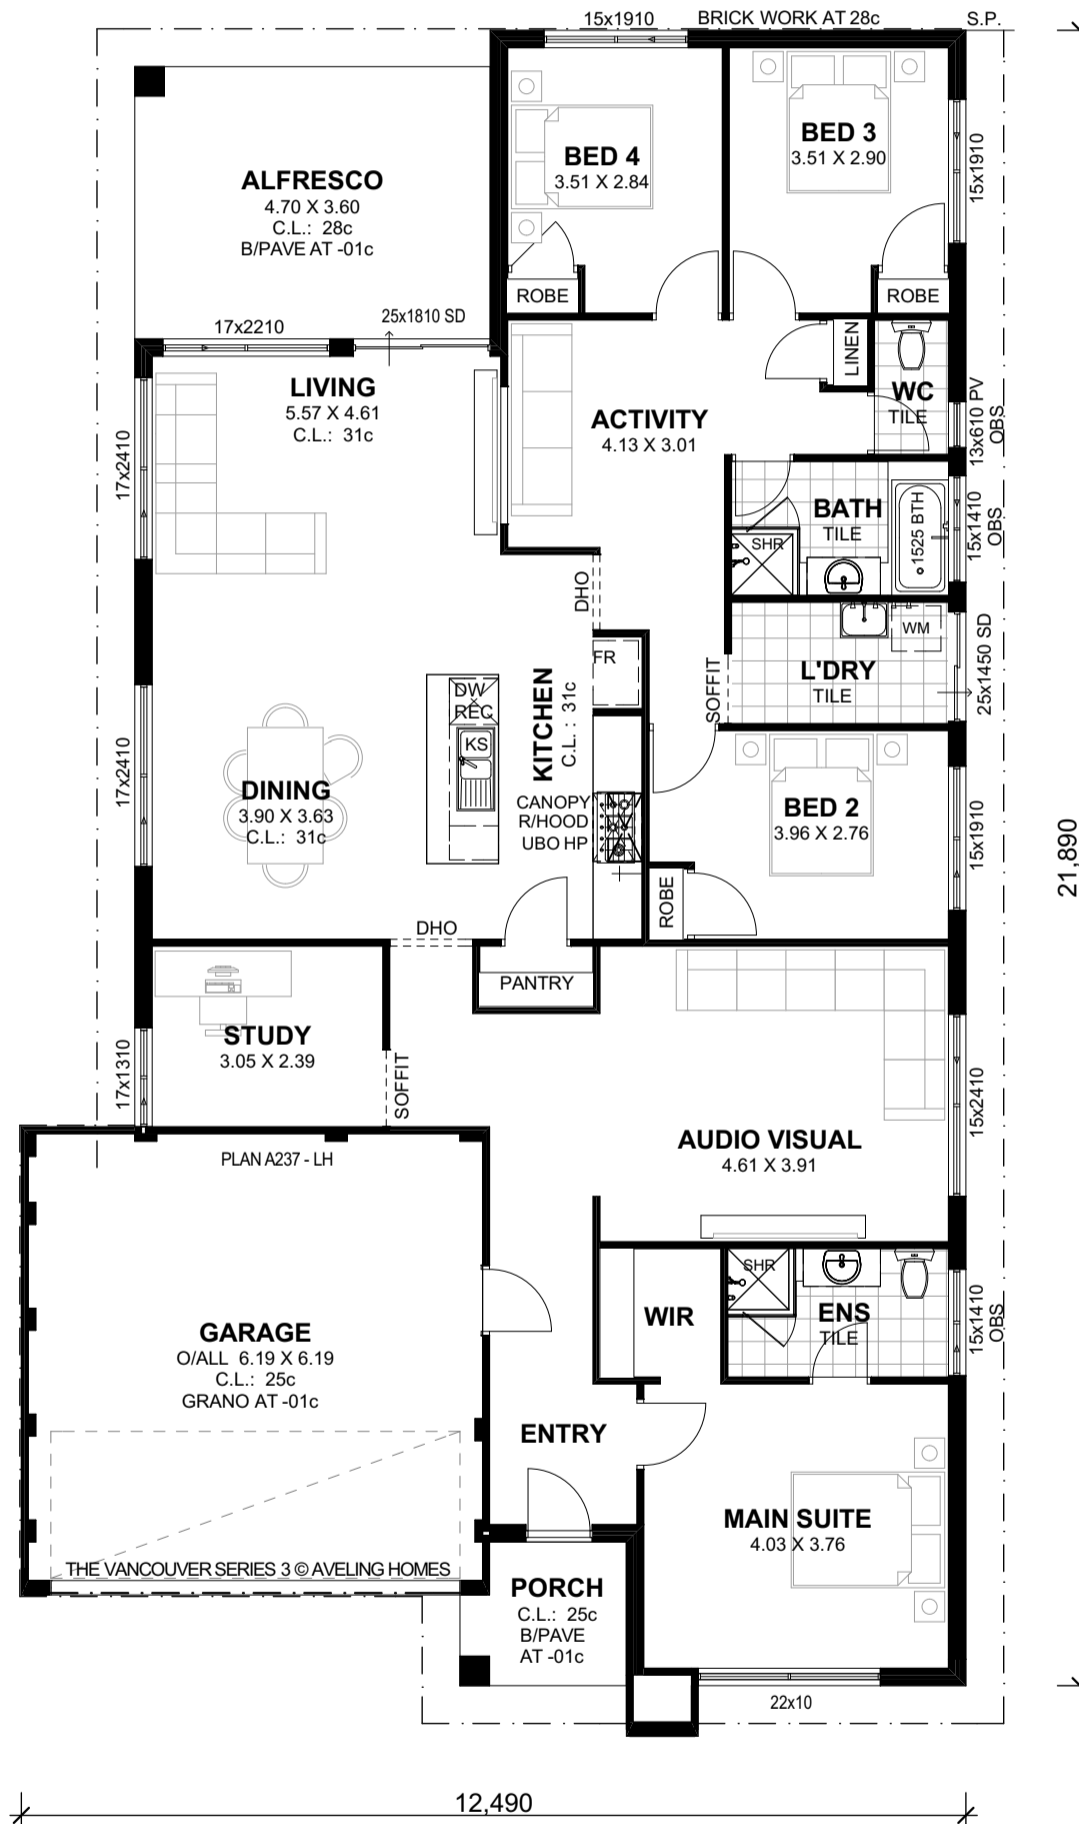 15x1910
BRICK WORK AT 28c
S.P.
BED 4
3.51 X 2.84
BED 3
3.51 X 2.90
15x1910
ALFRESCO
4.70 X 3.60
C.L.: 28c
B/PAVE AT -01c
ROBE
ROBE
17x2210
25x1810 SD
LINEN
WC
TILE
13x610 PV
OBS
LIVING
5.57 X 4.61
C.L.: 31c
ACTIVITY
4.13 X 3.01
17x2410
BATH
TILE
SHR
1525 BTH
15x1410
OBS
DHO
WM
L'DRY
TILE
25x1450 SD
SOFFIT
FR
KITCHEN
C.L.: 31c
DW
REC
KS
17x2410
DINING
3.90 X 3.63
C.L.: 31c
CANOPY
R/HOOD
UBO HP
BED 2
3.96 X 2.76
15x1910
ROBE
21,890
DHO
PANTRY
STUDY
3.05 X 2.39
17x1310
SOFFIT
15x2410
AUDIO VISUAL
4.61 X 3.91
PLAN A237 - LH
SHR
WIR
ENS
TILE
15x1410
OBS
GARAGE
O/ALL 6.19 X 6.19
C.L.: 25c
GRANO AT -01c
ENTRY
MAIN SUITE
4.03 X 3.76
THE VANCOUVER SERIES 3 © AVELING HOMES
PORCH
C.L.: 25c
B/PAVE
AT -01c
22x10
12,490